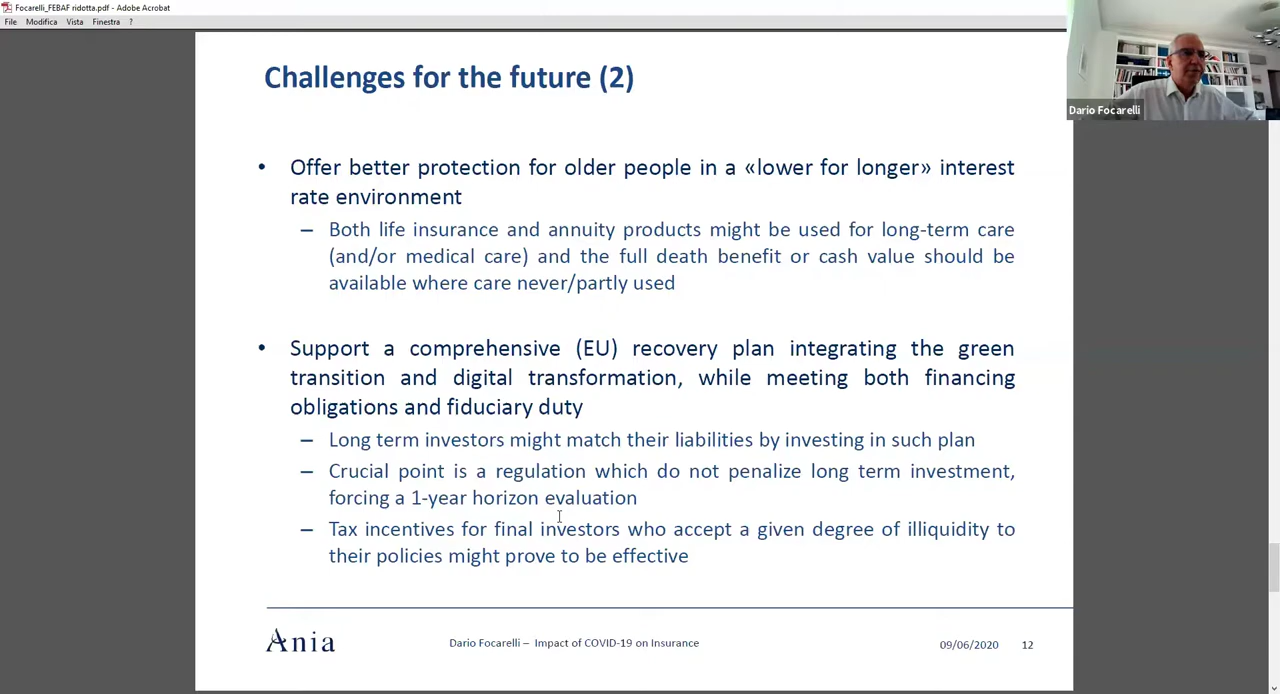 Focarelli_FEBAF ridotta.pdf - Adobe Acrobat
File Modifica Vista Finestra ?
Dario Focarelli
Challenges for the future (2)
• Offer better protection for older people in a «lower for longer» interest
rate environment
– Both life insurance and annuity products might be used for long-term care
(and/or medical care) and the full death benefit or cash value should be
available where care never/partly used
• Support a comprehensive (EU) recovery plan integrating the green
transition and digital transformation, while meeting both financing
obligations and fiduciary duty
– Long term investors might match their liabilities by investing in such plan
– Crucial point is a regulation which do not penalize long term investment,
forcing a 1-year horizon evaluation
– Tax incentives for final investors who accept a given degree of illiquidity to
their policies might prove to be effective
Ania
Dario Focarelli – Impact of COVID-19 on Insurance
09/06/2020 12